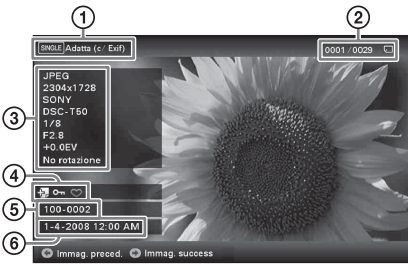 1
2
SINGLE Adatta (c/ Exif)
0001/0029
3
JPEG
2304x1728
SONY
DSC-T50
1/8
F2.8
+0.0EV
No rotazione
4
5
100-0002
6
1-4-2008 12:00 AM
Immag. preced. Immag. success